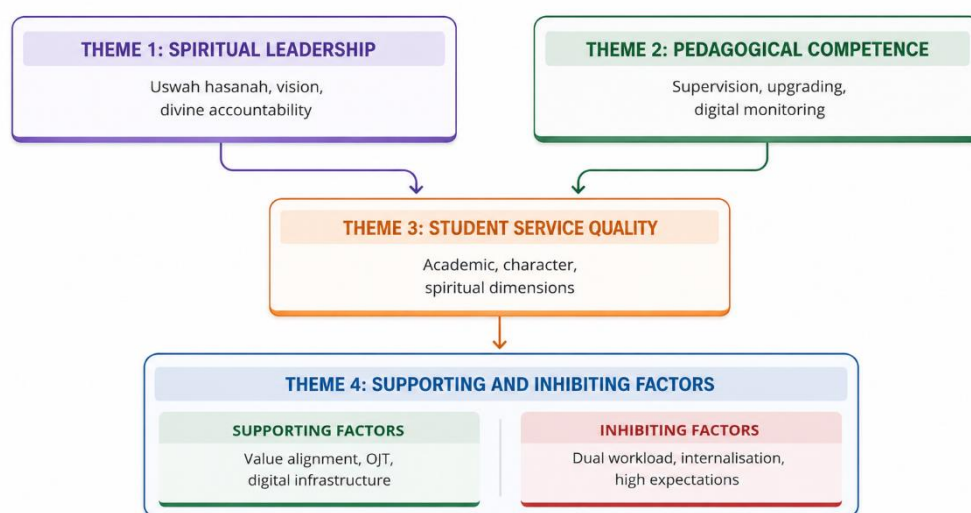 THEME 1: SPIRITUAL LEADERSHIP
Uswah hasanah, vision,
divine accountability
THEME 2: PEDAGOGICAL COMPETENCE
Supervision, upgrading,
digital monitoring
THEME 3: STUDENT SERVICE QUALITY
Academic, character,
spiritual dimensions
THEME 4: SUPPORTING AND INHIBITING FACTORS
SUPPORTING FACTORS
Value alignment, OJT,
digital infrastructure
INHIBITING FACTORS
Dual workload, internalisation,
high expectations